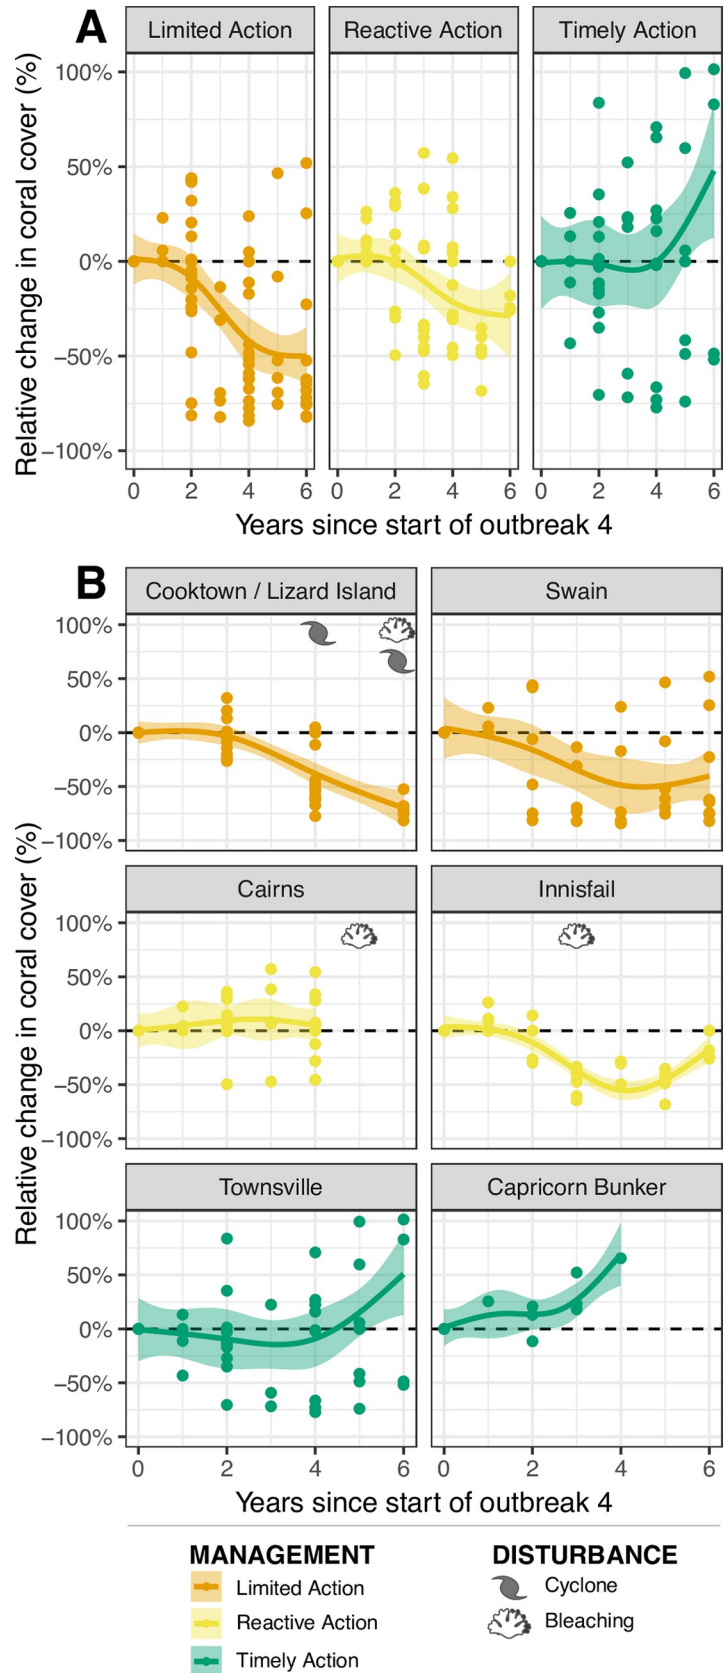 A
Limited Action
Reactive Action
Timely Action
Relative change in coral cover (%)
100%
50%
0%
−50%
−100%
0 2 4 6 0 2 4 6 0 2 4 6
Years since start of outbreak 4
B
Cooktown / Lizard Island
Swain
100%
50%
0%
−50%
−100%
Relative change in coral cover (%)
Cairns
Innisfail
100%
50%
0%
−50%
−100%
Townsville
Capricorn Bunker
100%
50%
0%
−50%
−100%
0 2 4 6 0 2 4 6
Years since start of outbreak 4
MANAGEMENT
Limited Action
Reactive Action
Timely Action
DISTURBANCE
Cyclone
Bleaching